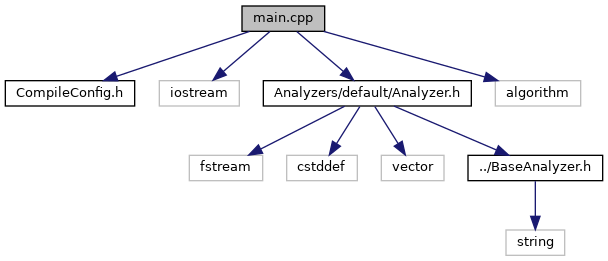 main.cpp
CompileConfig.h
iostream
Analyzers/default/Analyzer.h
algorithm
fstream
cstddef
vector
../BaseAnalyzer.h
string